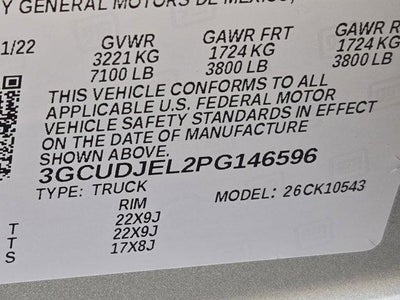 Y GENERAL MOTORS DE MEXICO,
1/22 GVWR GAWR FRT GAWR R
3221 KG 1724 KG 1724 KG
7100 LB 3800 LB 3800 LB
THIS VEHICLE CONFORMS TO ALL
APPLICABLE U.S. FEDERAL MOTOR
VEHICLE SAFETY STANDARDS IN EFFECT
ON THE DATE OF MANUFACTURE
SHOWN ABOVE.
3GCUDJEL2PG146596
TYPE: TRUCK MODEL: 26CK10543
RIM
T 22X9J
T 22X9J
S 17X8J